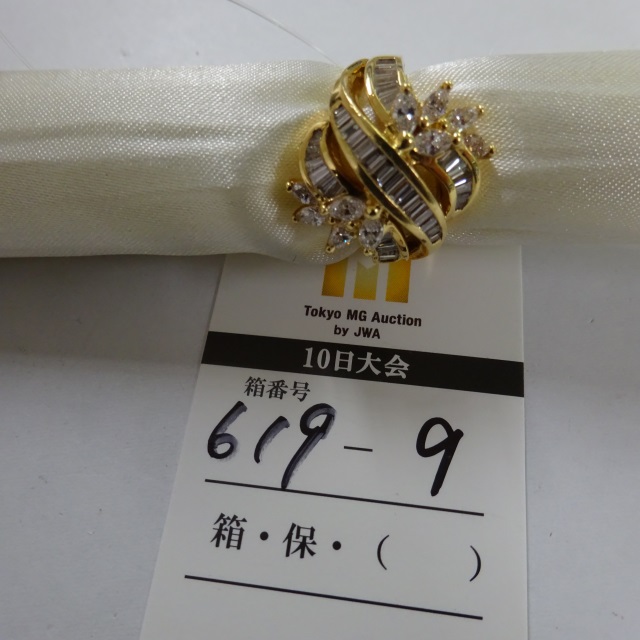 Tokyo MG Auction
by JWA
10日大会
箱番号
619-9
箱・保・（　　）